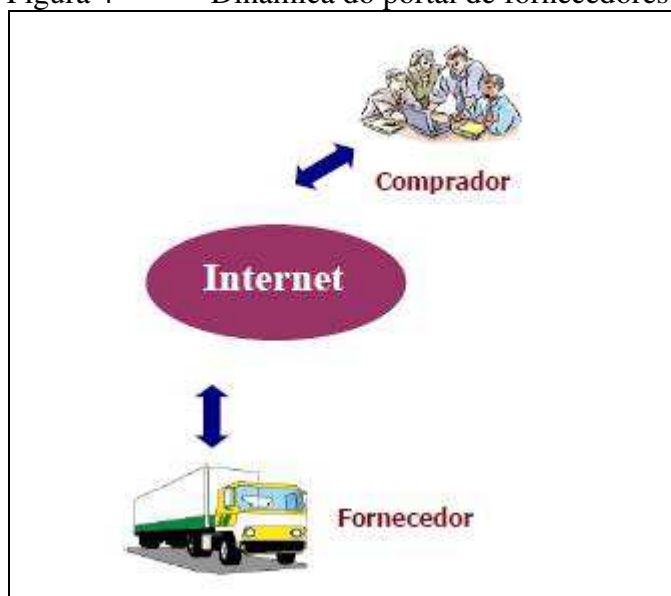 Figura 4 Dinâmica do portal de fornecedores
Comprador
Internet
Fornecedor